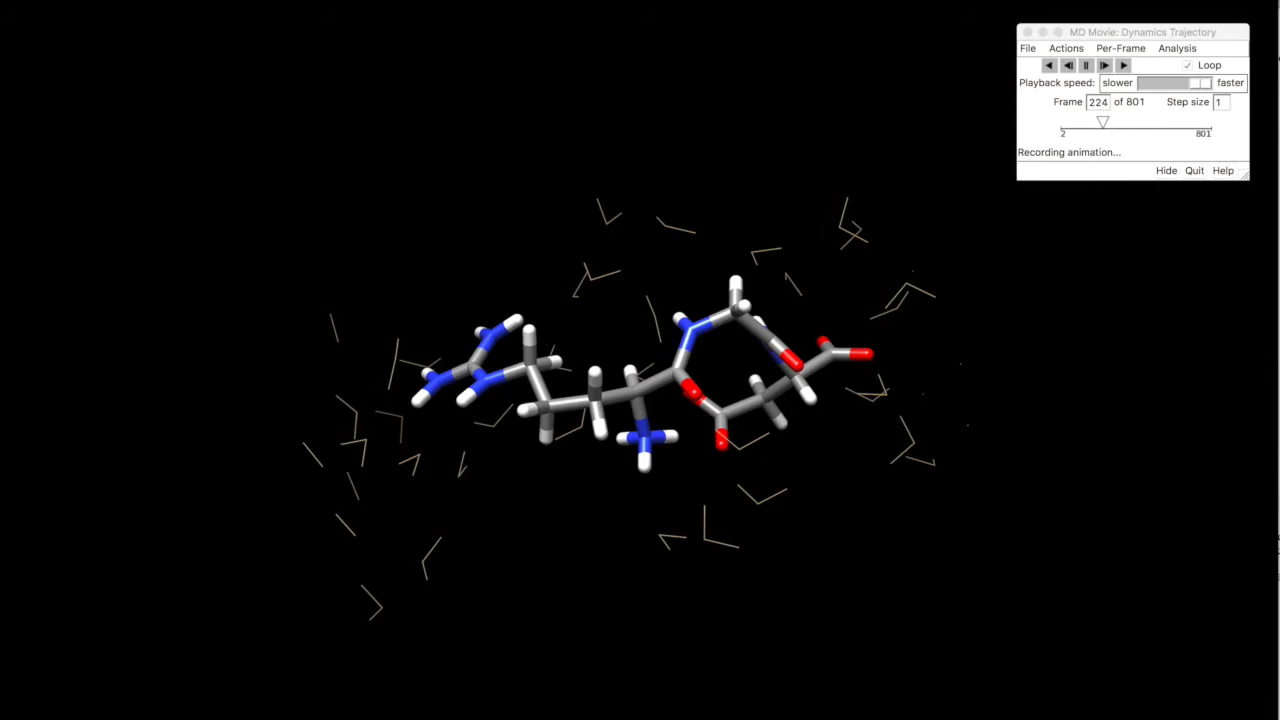 MD Movie: Dynamics Trajectory
File Actions Per-Frame Analysis
Loop
Playback speed: slower faster
Frame 224 of 801 Step size 1
2 801
Recording animation...
Hide Quit Help